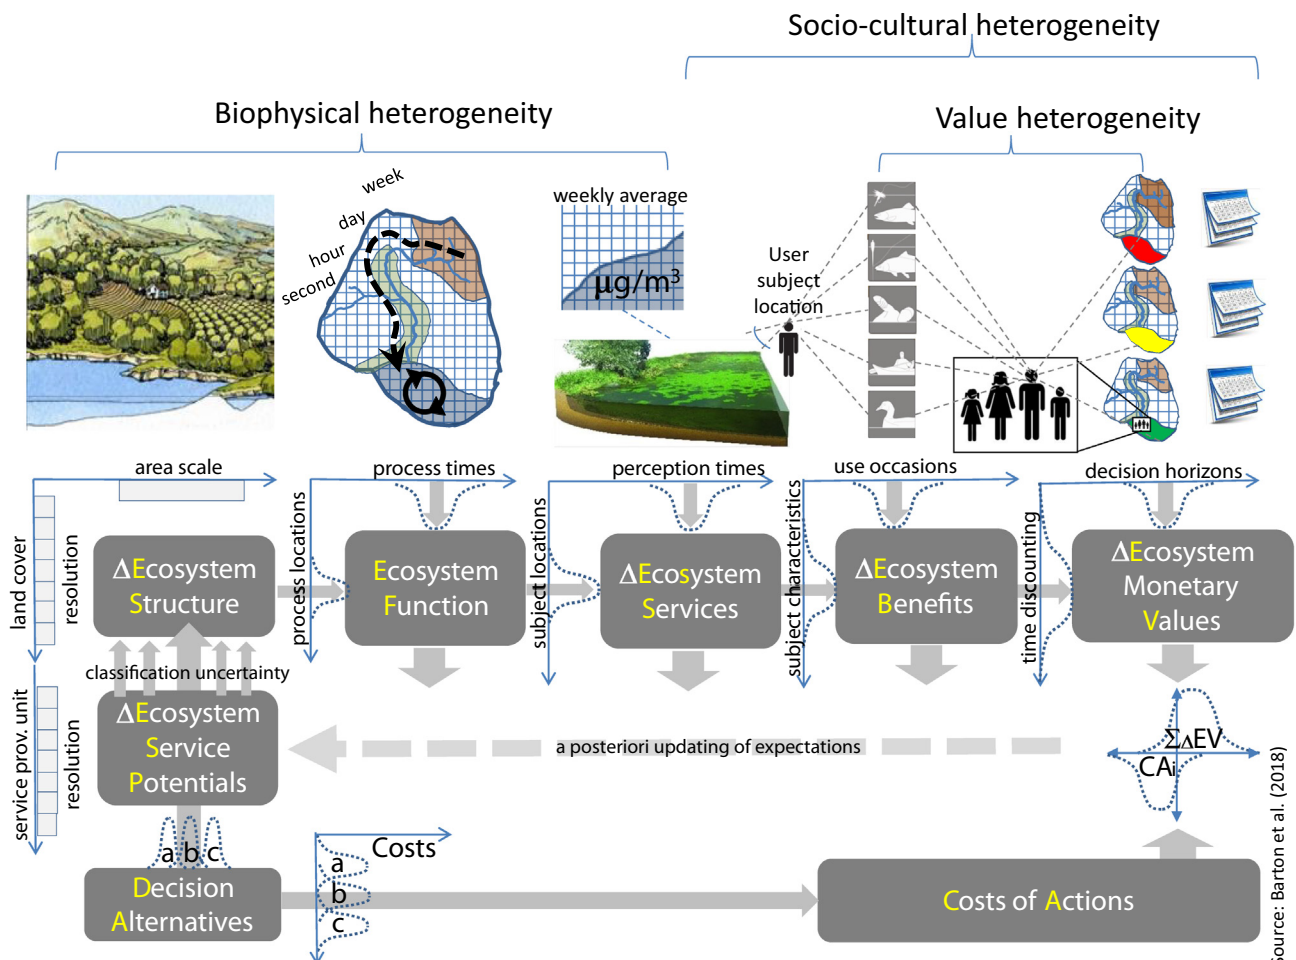 Socio-cultural heterogeneity
Biophysical heterogeneity
Value heterogeneity
week
day
hour
second
weekly average
µg/m³
User
subject
location
area scale
process times
perception times
use occasions
decision horizons
land cover
resolution
process locations
subject locations
subject characteristics
time discounting
ΔEcosystem
Structure
Ecosystem
Function
ΔEcosystem
Services
ΔEcosystem
Benefits
ΔEcosystem
Monetary
Values
classification uncertainty
service prov. unit
resolution
ΔEcosystem
Service
Potentials
a posteriori updating of expectations
ΣΔEV
CAi
a b c
Costs
a
b
c
Decision
Alternatives
Costs of Actions
Source: Barton et al. (2018)